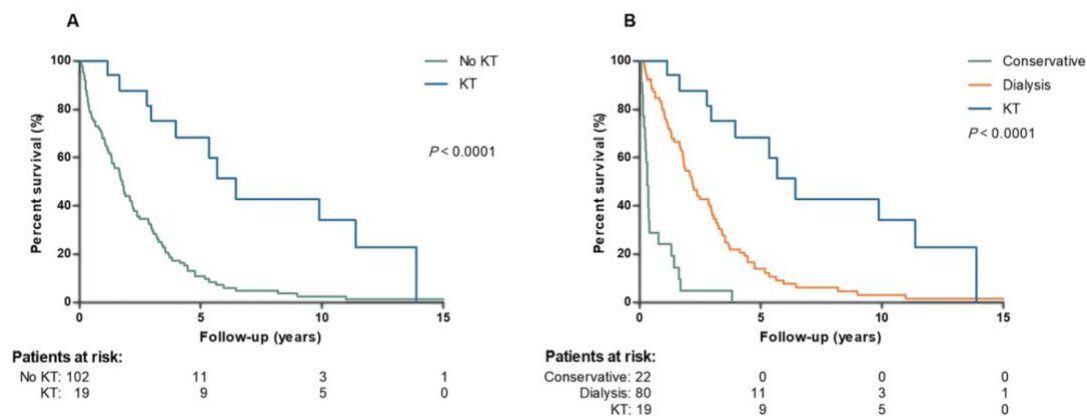 A
B
100
80
60
40
20
0
Percent survival (%)
0 5 10 15
Follow-up (years)
No KT
KT
P < 0.0001
Patients at risk:
No KT: 102 11 3 1
KT: 19 9 5 0
100
80
60
40
20
0
Percent survival (%)
0 5 10 15
Follow-up (years)
Conservative
Dialysis
KT
P < 0.0001
Patients at risk:
Conservative: 22 0 0 0
Dialysis: 80 11 3 1
KT: 19 9 5 0